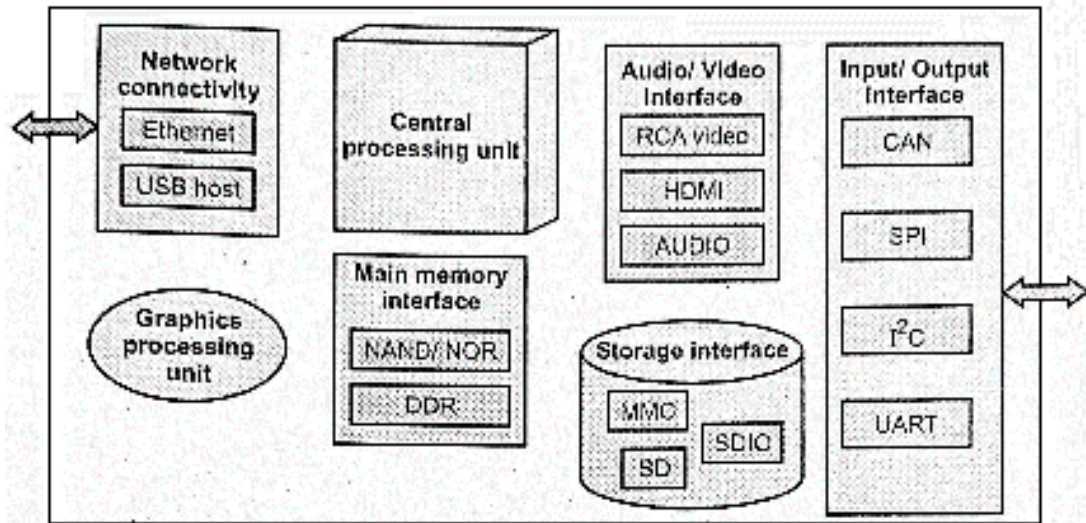 Network
connectivity
Ethernet
USB host
Central
processing unit
Audio/ Video
Interface
RCA video
HDMI
AUDIO
Input/ Output
Interface
CAN
SPI
I²C
UART
Graphics
processing
unit
Main memory
interface
NAND/ NOR
DDR
Storage interface
MMC
SDIO
SD